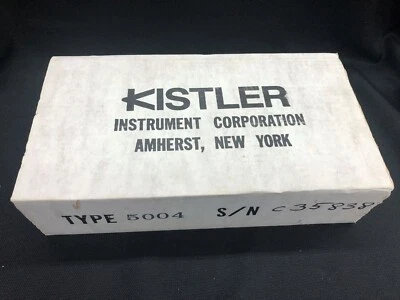 KISTLER
INSTRUMENT CORPORATION
AMHERST, NEW YORK
TYPE 5004 S/N C35838